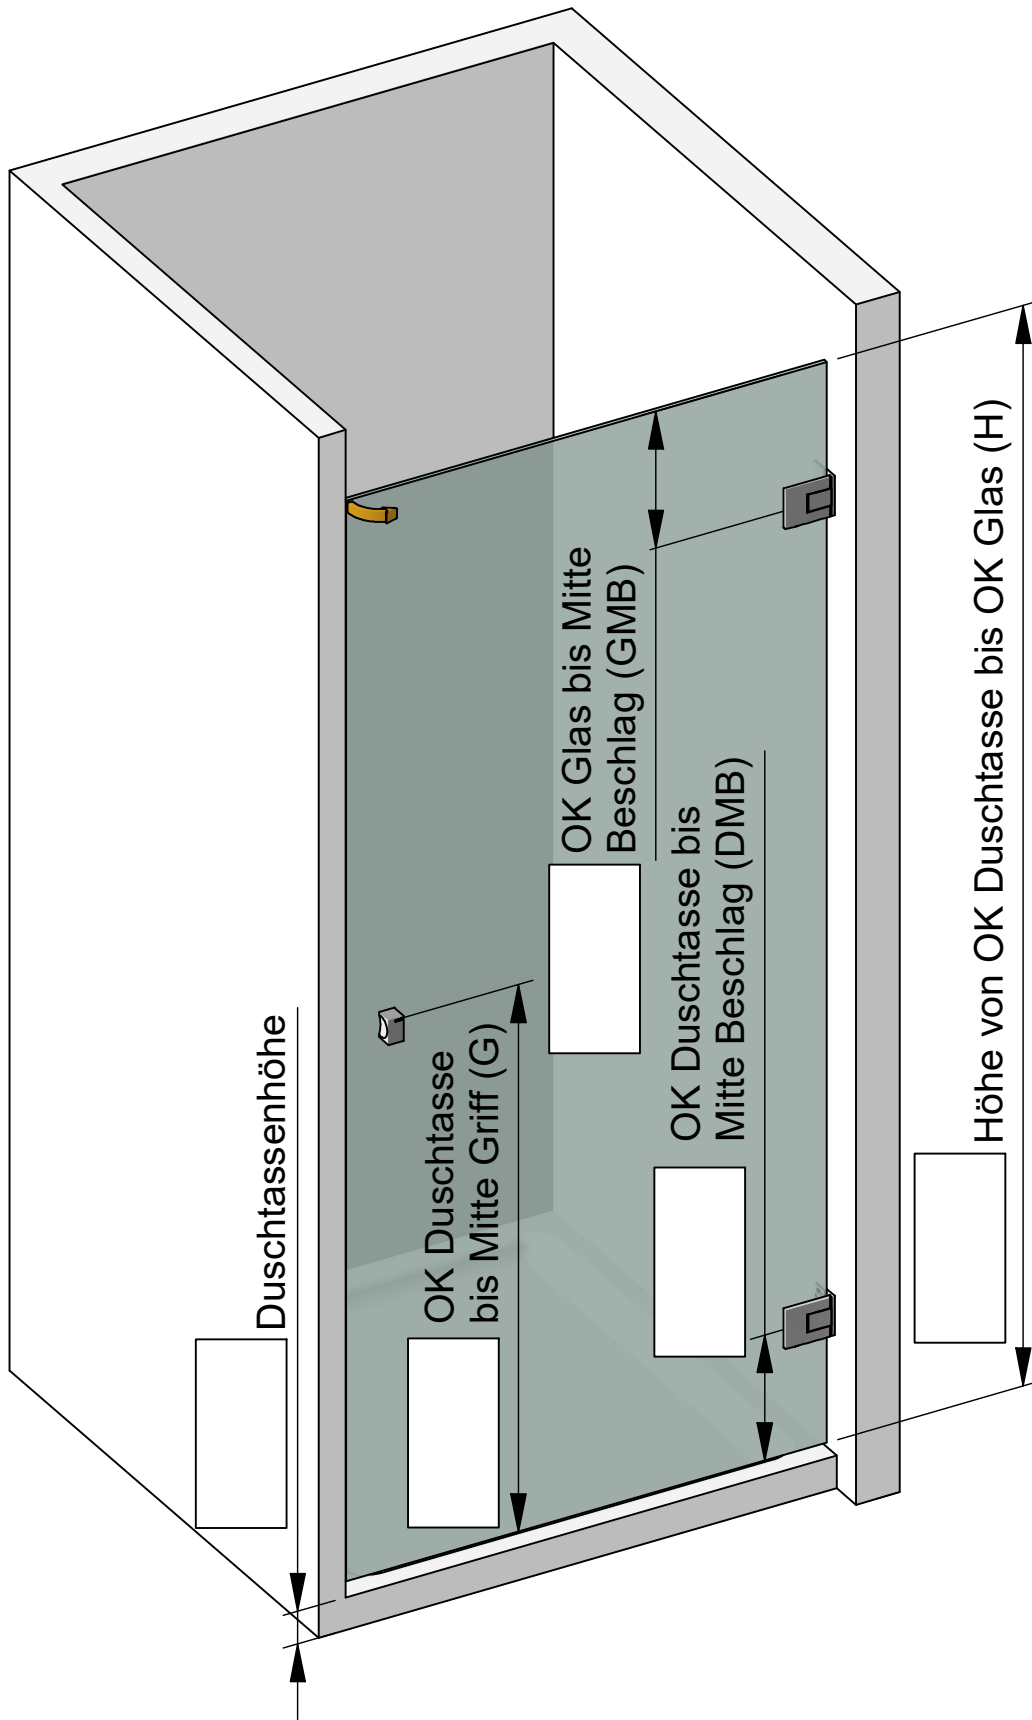 Duschtassenhöhe
OK Duschtasse
bis Mitte Griff (G)
OK Glas bis Mitte
Beschlag (GMB)
OK Duschtasse bis
Mitte Beschlag (DMB)
Höhe von OK Duschtasse bis OK Glas (H)